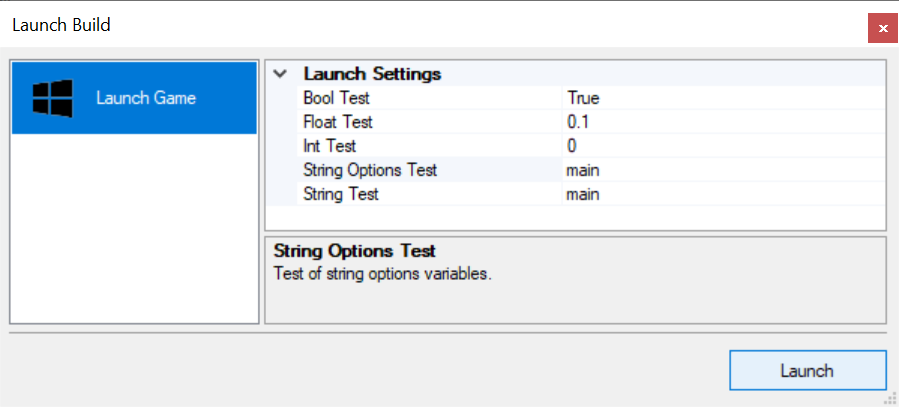 Launch Build
Launch Game
Launch Settings
Bool Test True
Float Test 0.1
Int Test 0
String Options Test main
String Test main
String Options Test
Test of string options variables.
Launch